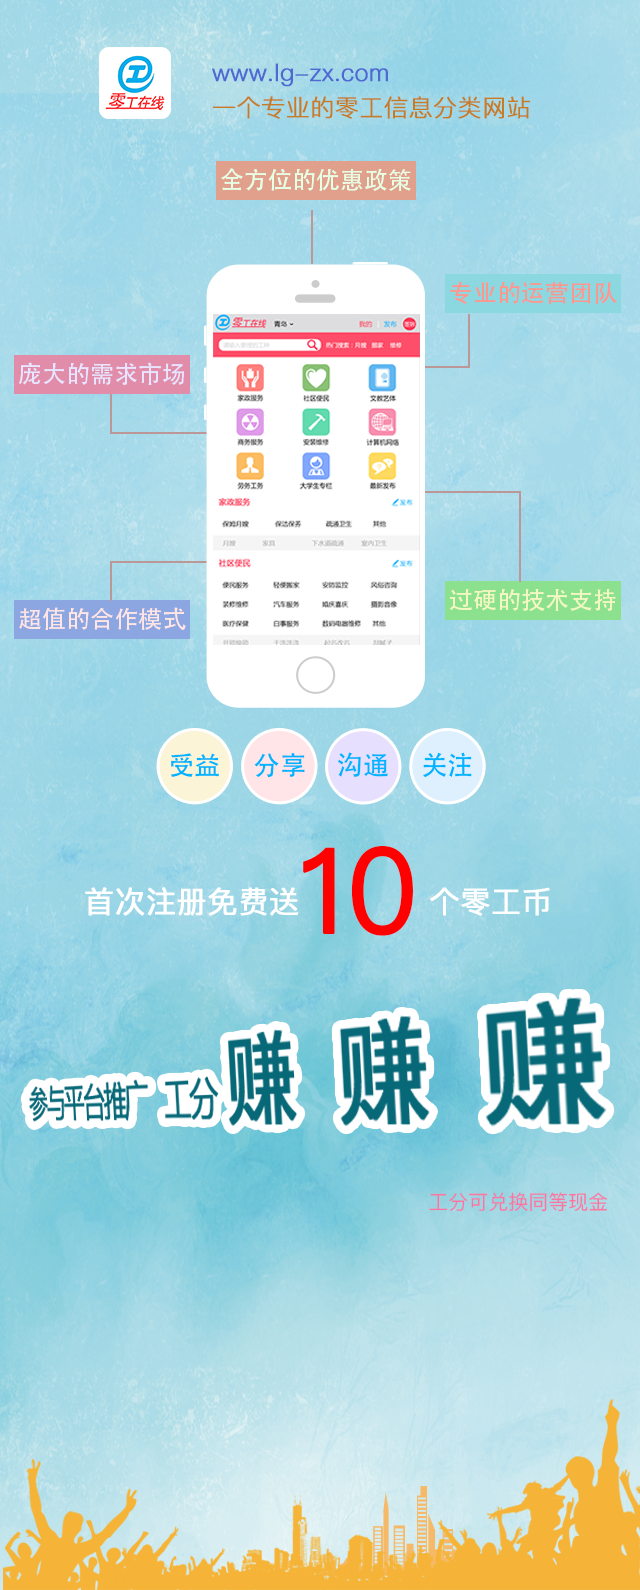 零工在线
www.lg-zx.com
一个专业的零工信息分类网站
全方位的优惠政策
专业的运营团队
庞大的需求市场
零工在线 青岛 我的 发布
请输入要搜的工种 热门搜索：月嫂 搬家 维修
家政服务 社区便民 文教艺体
商务服务 安装维修 计算机网络
劳务工务 大学生专栏 最新发布
家政服务 发布
保姆月嫂 保洁保养 疏通卫生 其他
月嫂 家具 下水道疏通 室内卫生
社区便民 发布
便民服务 轻便搬家 安防监控 风俗咨询
装修维修 汽车服务 婚庆喜庆 摄影音像
医疗保健 白事服务 数码电器维修 其他
超值的合作模式
过硬的技术支持
受益 分享 沟通 关注
首次注册免费送10个零工币
参与平台推广 工分赚 赚 赚
工分可兑换同等现金